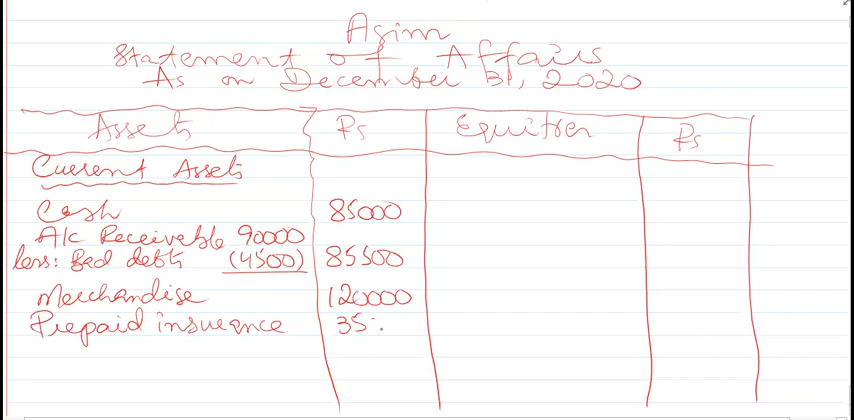 Asim
Statement of Affairs
As on December 31, 2020
Assets Rs Equities Rs
Current Assets
Cash 85000
A/c Receivable 90000
less: Bad debts (4500) 85500
Merchandise 120000
Prepaid insurance 35